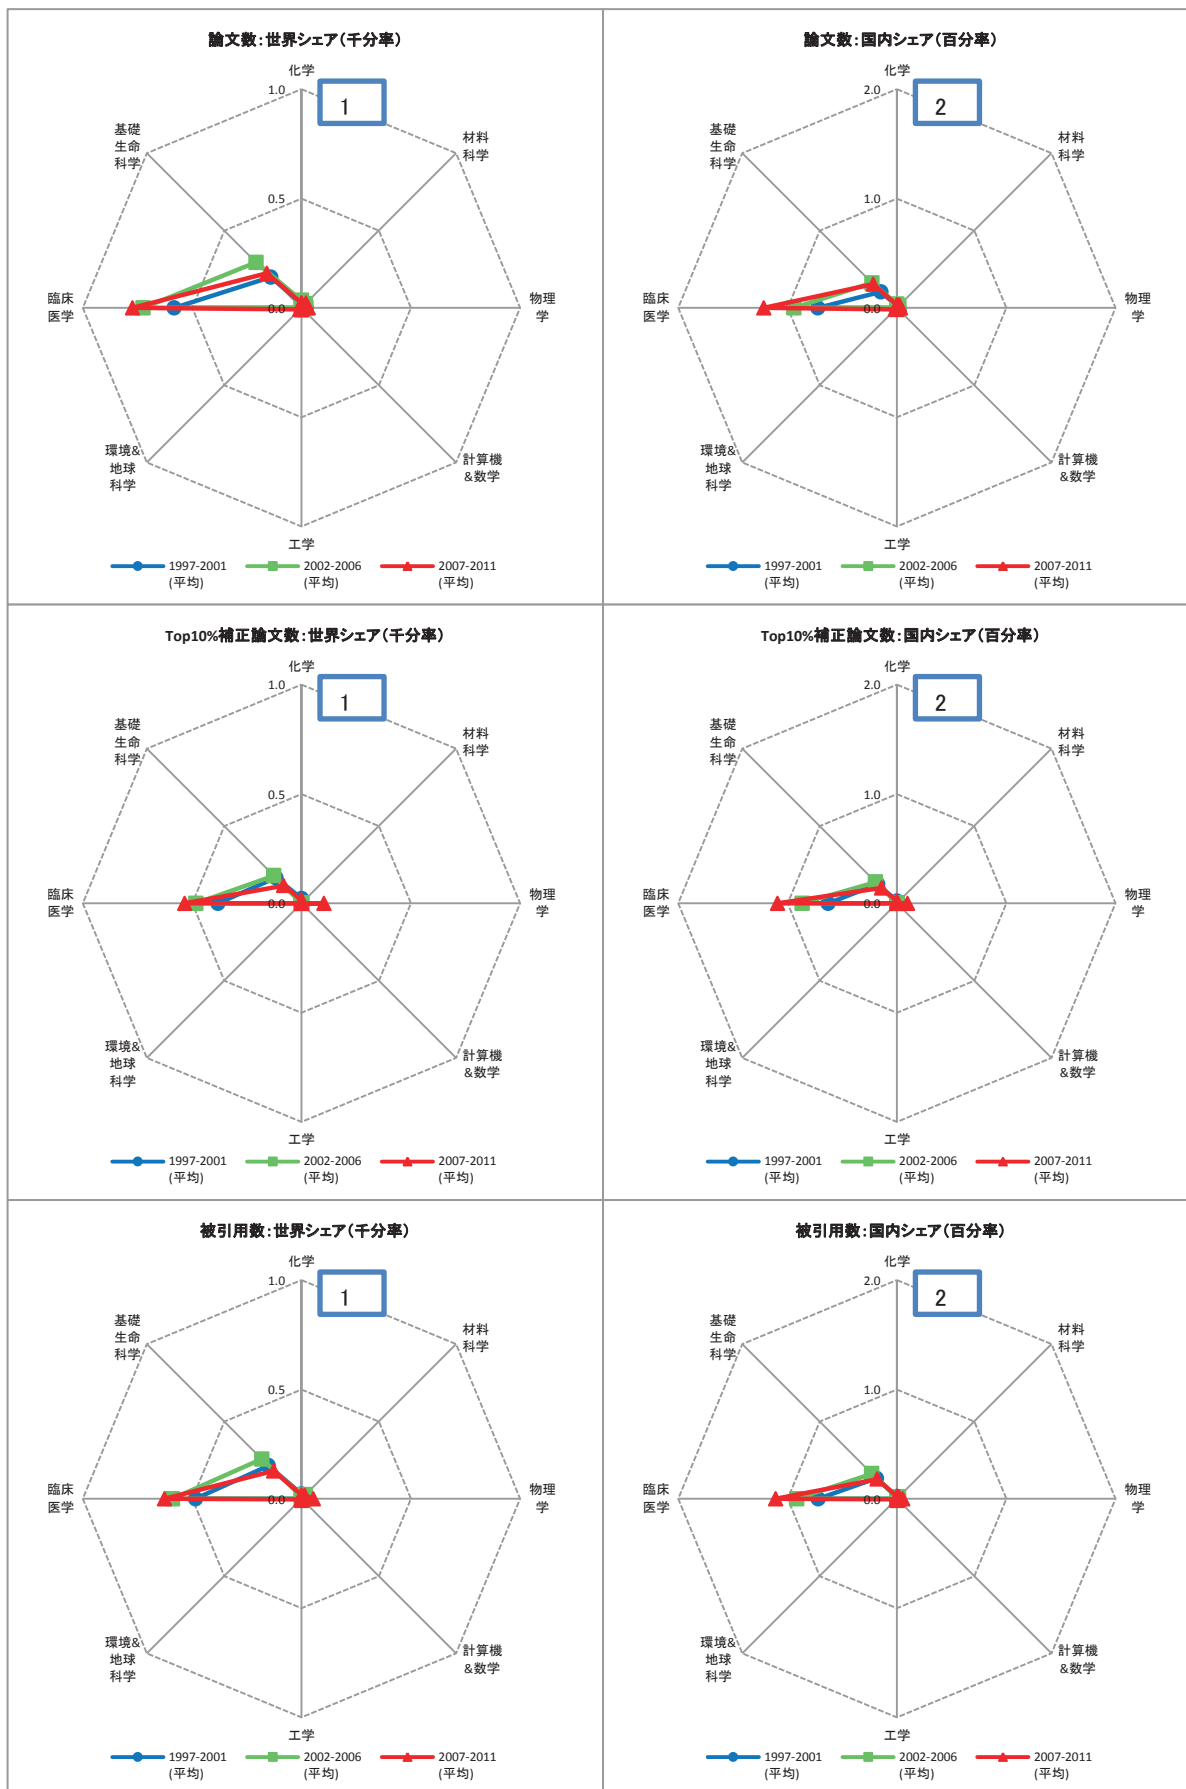 論文数：世界シェア（千分率）
化学
1.0
1
基礎
生命
科学
材料
科学
0.5
臨床
医学
0.0
物理
学
環境&
地球
科学
計算機
&数学
工学
1997-2001
(平均)
2002-2006
(平均)
2007-2011
(平均)
論文数：国内シェア（百分率）
化学
2.0
2
基礎
生命
科学
材料
科学
1.0
臨床
医学
0.0
物理
学
環境&
地球
科学
計算機
&数学
工学
1997-2001
(平均)
2002-2006
(平均)
2007-2011
(平均)
Top10%補正論文数：世界シェア（千分率）
化学
1.0
1
基礎
生命
科学
材料
科学
0.5
臨床
医学
0.0
物理
学
環境&
地球
科学
計算機
&数学
工学
1997-2001
(平均)
2002-2006
(平均)
2007-2011
(平均)
Top10%補正論文数：国内シェア（百分率）
化学
2.0
2
基礎
生命
科学
材料
科学
1.0
臨床
医学
0.0
物理
学
環境&
地球
科学
計算機
&数学
工学
1997-2001
(平均)
2002-2006
(平均)
2007-2011
(平均)
被引用数：世界シェア（千分率）
化学
1.0
1
基礎
生命
科学
材料
科学
0.5
臨床
医学
0.0
物理
学
環境&
地球
科学
計算機
&数学
工学
1997-2001
(平均)
2002-2006
(平均)
2007-2011
(平均)
被引用数：国内シェア（百分率）
化学
2.0
2
基礎
生命
科学
材料
科学
1.0
臨床
医学
0.0
物理
学
環境&
地球
科学
計算機
&数学
工学
1997-2001
(平均)
2002-2006
(平均)
2007-2011
(平均)